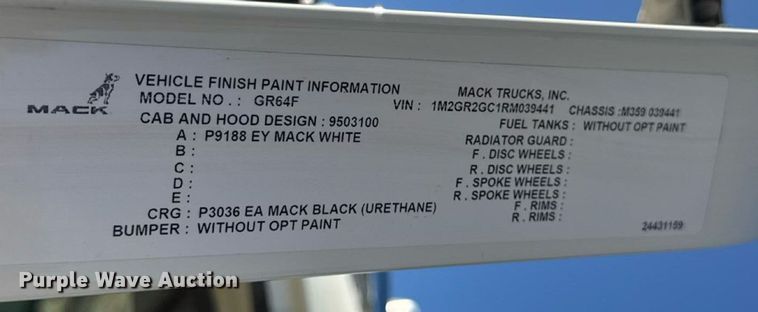 MACK
VEHICLE FINISH PAINT INFORMATION
MACK TRUCKS, INC.
MODEL NO . : GR64F
VIN : 1M2GR2GC1RM039441 CHASSIS :M359 039441
CAB AND HOOD DESIGN : 9503100
FUEL TANKS : WITHOUT OPT PAINT
A : P9188 EY MACK WHITE
RADIATOR GUARD :
B :
F . DISC WHEELS :
C :
R . DISC WHEELS :
D :
F . SPOKE WHEELS :
E :
R . SPOKE WHEELS :
CRG : P3036 EA MACK BLACK (URETHANE)
F . RIMS :
BUMPER : WITHOUT OPT PAINT
R . RIMS :
24431159
Purple Wave Auction